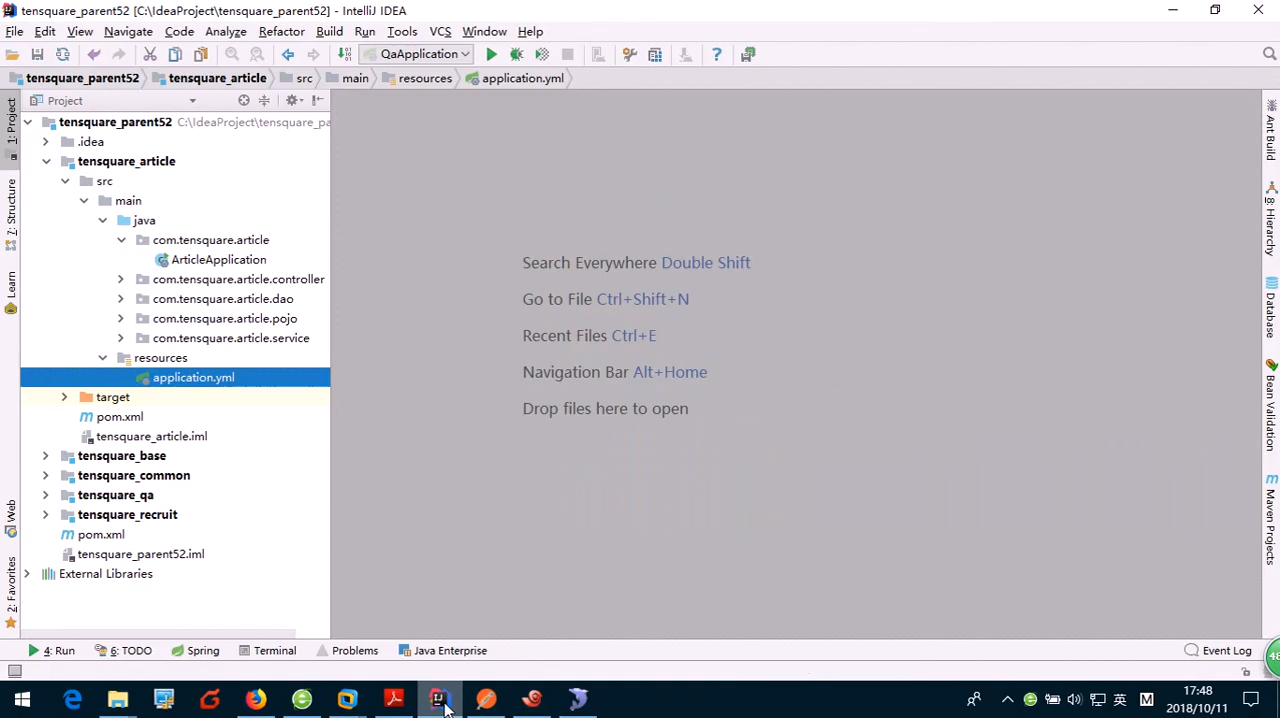 tensquare_parent52 [C:\IdeaProject\tensquare_parent52] - IntelliJ IDEA
File Edit View Navigate Code Analyze Refactor Build Run Tools VCS Window Help
QaApplication
tensquare_parent52 tensquare_article src main resources application.yml
1: Project
7: Structure
Learn
Web
2: Favorites
Project
tensquare_parent52 C:\IdeaProject\tensquare_pa
.idea
tensquare_article
src
main
java
com.tensquare.article
ArticleApplication
com.tensquare.article.controller
com.tensquare.article.dao
com.tensquare.article.pojo
com.tensquare.article.service
resources
application.yml
target
pom.xml
tensquare_article.iml
tensquare_base
tensquare_common
tensquare_qa
tensquare_recruit
pom.xml
tensquare_parent52.iml
External Libraries
Search Everywhere Double Shift
Go to File Ctrl+Shift+N
Recent Files Ctrl+E
Navigation Bar Alt+Home
Drop files here to open
Ant Build
8: Hierarchy
Database
Bean Validation
Maven Projects
4: Run 6: TODO Spring Terminal Problems Java Enterprise Event Log
48
英 M 17:48
2018/10/11